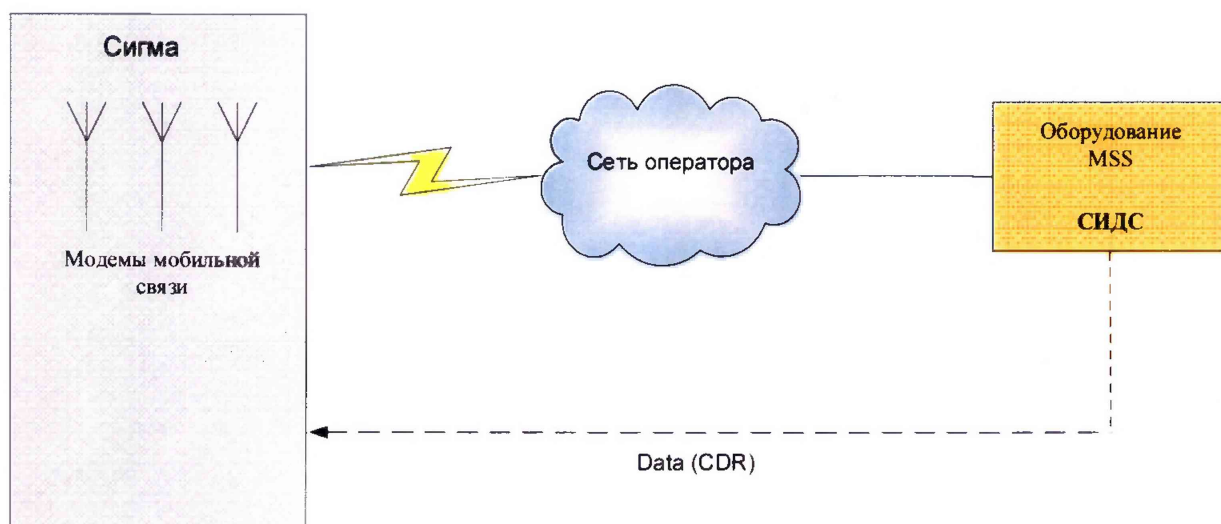 Сигма
Модемы мобильной
связи
Сеть оператора
Оборудование
MSS
СИДС
Data (CDR)